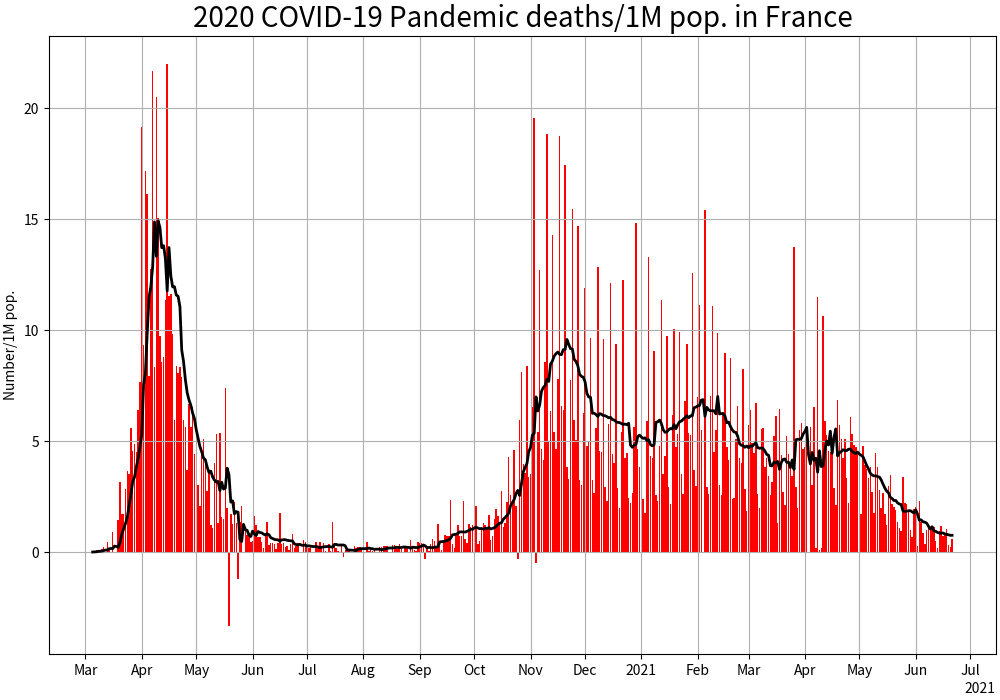 2020 COVID-19 Pandemic deaths/1M pop. in France
Number/1M pop.
20
15
10
5
0
Mar Apr May Jun Jul Aug Sep Oct Nov Dec 2021 Feb Mar Apr May Jun Jul
2021